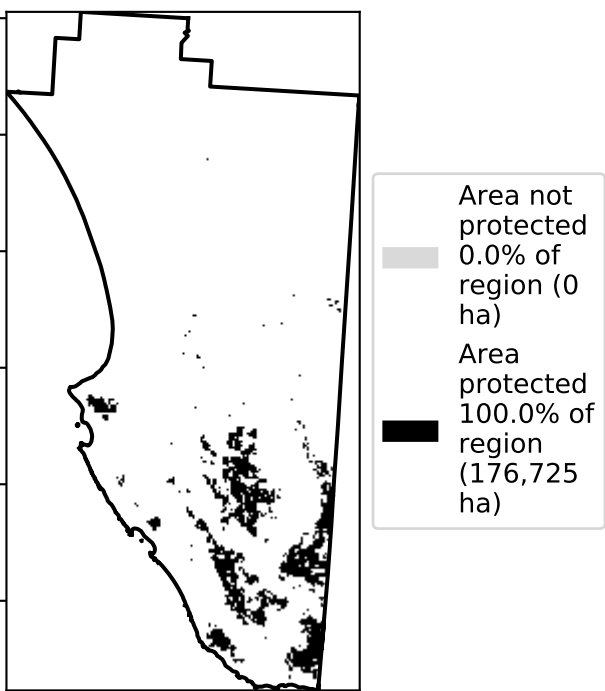 Area not
protected
0.0% of
region (0
ha)
Area
protected
100.0% of
region
(176,725
ha)